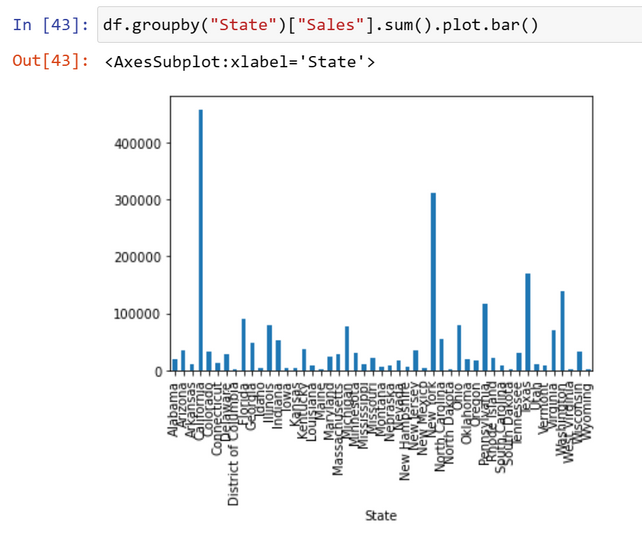 In [43]: df.groupby("State")["Sales"].sum().plot.bar()
Out[43]: <AxesSubplot:xlabel='State'>
400000
300000
200000
100000
0
Alabama
Arizona
Arkansas
California
Colorado
Connecticut
Delaware
District of Columbia
Florida
Georgia
Idaho
Illinois
Indiana
Iowa
Kansas
Kentucky
Louisiana
Maine
Maryland
Massachusetts
Michigan
Minnesota
Mississippi
Missouri
Montana
Nebraska
Nevada
New Hampshire
New Jersey
New Mexico
New York
North Carolina
North Dakota
Ohio
Oklahoma
Oregon
Pennsylvania
Rhode Island
South Carolina
South Dakota
Tennessee
Texas
Utah
Vermont
Virginia
Washington
West Virginia
Wisconsin
Wyoming
State